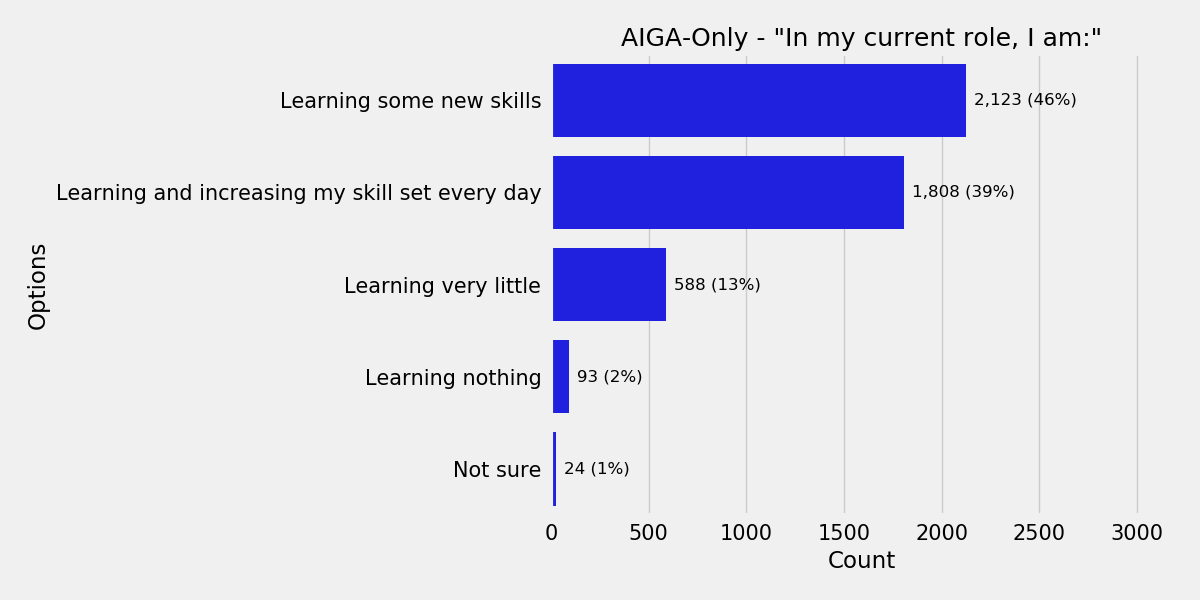 AIGA-Only - "In my current role, I am:"
Learning some new skills
2,123 (46%)
Learning and increasing my skill set every day
1,808 (39%)
Learning very little
588 (13%)
Learning nothing
93 (2%)
Not sure
24 (1%)
Options
0 500 1000 1500 2000 2500 3000
Count